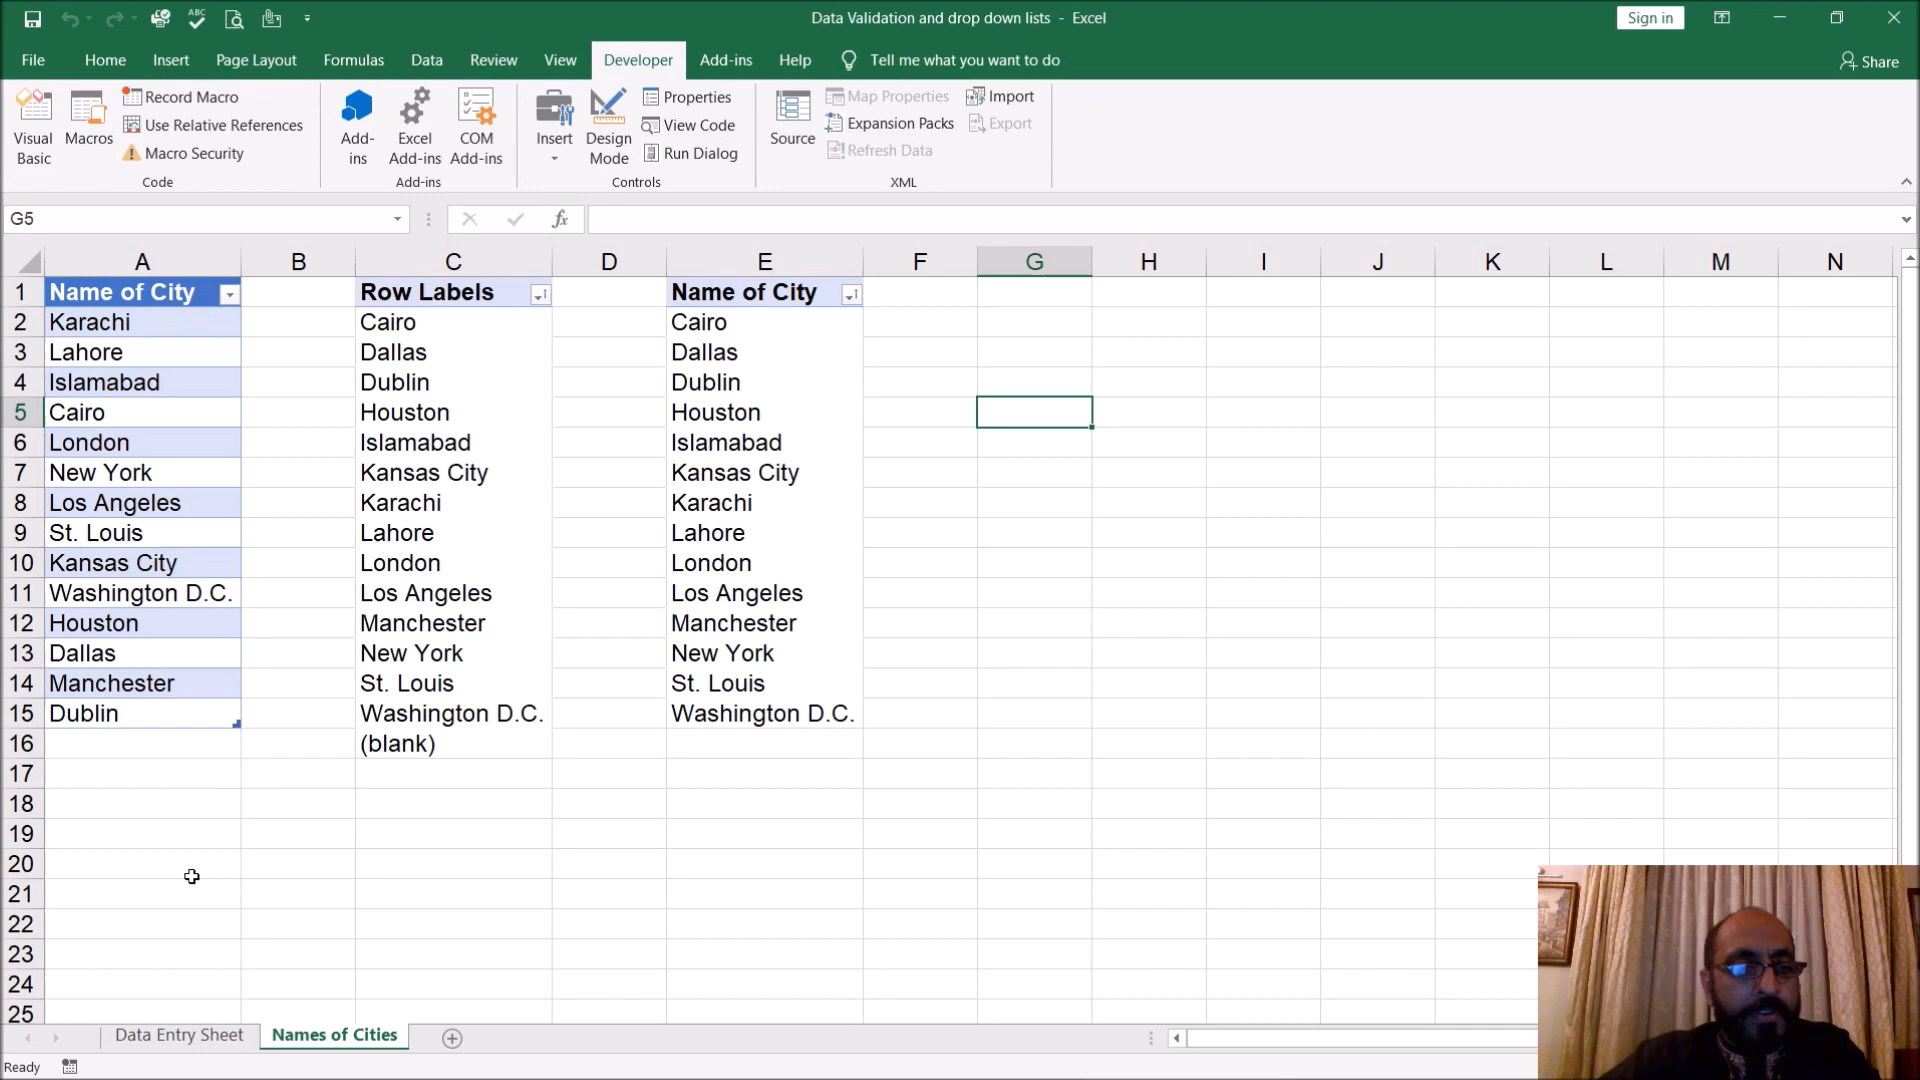 Data Validation and drop down lists - Excel
Sign in
File Home Insert Page Layout Formulas Data Review View Developer Add-ins Help Tell me what you want to do Share
Visual Basic
Macros
Record Macro
Use Relative References
Macro Security
Code
Add-ins
Excel Add-ins
COM Add-ins
Add-ins
Insert
Design Mode
Properties
View Code
Run Dialog
Controls
Source
Map Properties
Expansion Packs
Refresh Data
Import
Export
XML
G5 fx
A B C D E F G H I J K L M N
1 Name of City Row Labels Name of City
2 Karachi Cairo Cairo
3 Lahore Dallas Dallas
4 Islamabad Dublin Dublin
5 Cairo Houston Houston
6 London Islamabad Islamabad
7 New York Kansas City Kansas City
8 Los Angeles Karachi Karachi
9 St. Louis Lahore Lahore
10 Kansas City London London
11 Washington D.C. Los Angeles Los Angeles
12 Houston Manchester Manchester
13 Dallas New York New York
14 Manchester St. Louis St. Louis
15 Dublin Washington D.C. Washington D.C.
16 (blank)
17
18
19
20
21
22
23
24
25
Data Entry Sheet Names of Cities
Ready